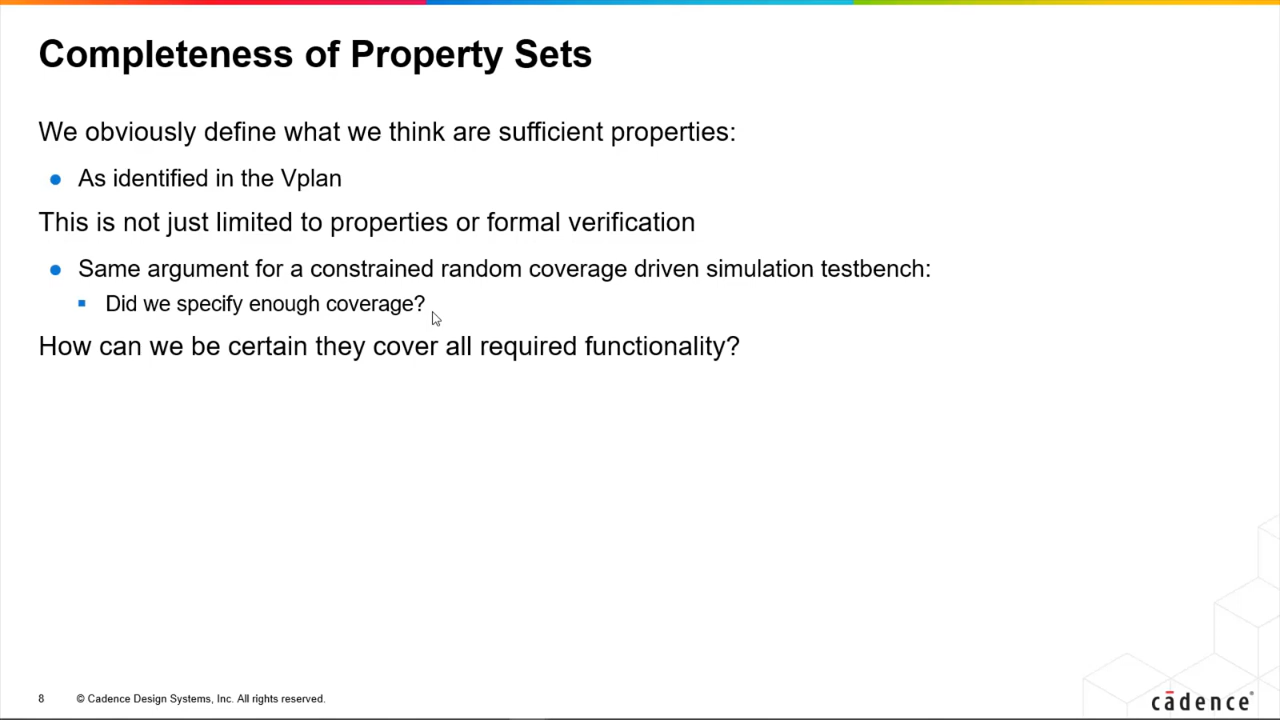 Completeness of Property Sets
We obviously define what we think are sufficient properties:
● As identified in the Vplan
This is not just limited to properties or formal verification
● Same argument for a constrained random coverage driven simulation testbench:
▪ Did we specify enough coverage?
How can we be certain they cover all required functionality?
8 © Cadence Design Systems, Inc. All rights reserved.
cādence®